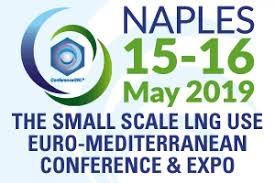 NAPLES
15-16
May 2019
THE SMALL SCALE LNG USE
EURO-MEDITERRANEAN
CONFERENCE & EXPO